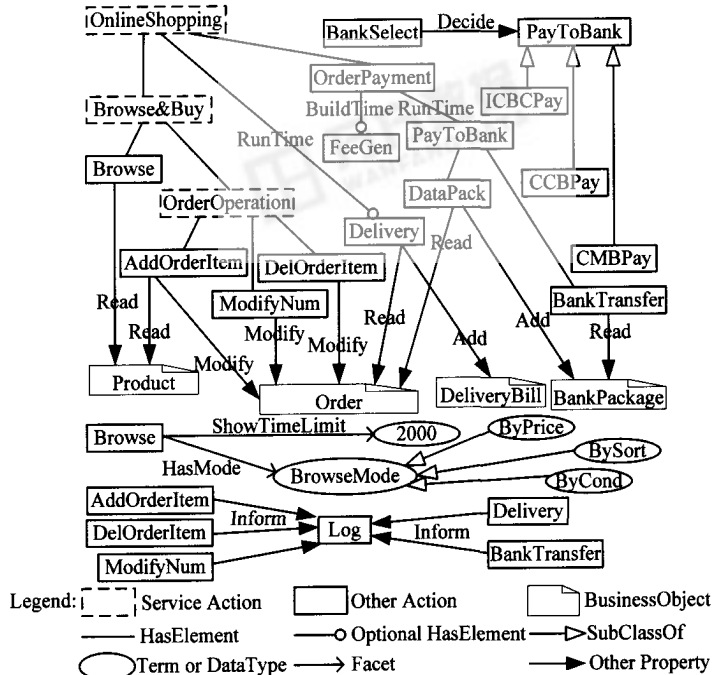 OnlineShopping
BankSelect
Decide
PayToBank
OrderPayment
ICBCPay
Browse&Buy
BuildTime
RunTime
RunTime
FeeGen
PayToBank
Browse
CCBPay
DataPack
OrderOperation
Delivery
Read
AddOrderItem
DelOrderItem
CMBPay
ModifyNum
BankTransfer
Read
Read
Modify
Modify
Modify
Read
Add
Add
Read
Product
Order
DeliveryBill
BankPackage
Browse
ShowTimeLimit
2000
ByPrice
HasMode
BrowseMode
BySort
ByCond
AddOrderItem
Inform
Delivery
DelOrderItem
Log
Inform
ModifyNum
BankTransfer
Legend:
Service Action
Other Action
BusinessObject
HasElement
Optional HasElement
SubClassOf
Term or DataType
Facet
Other Property